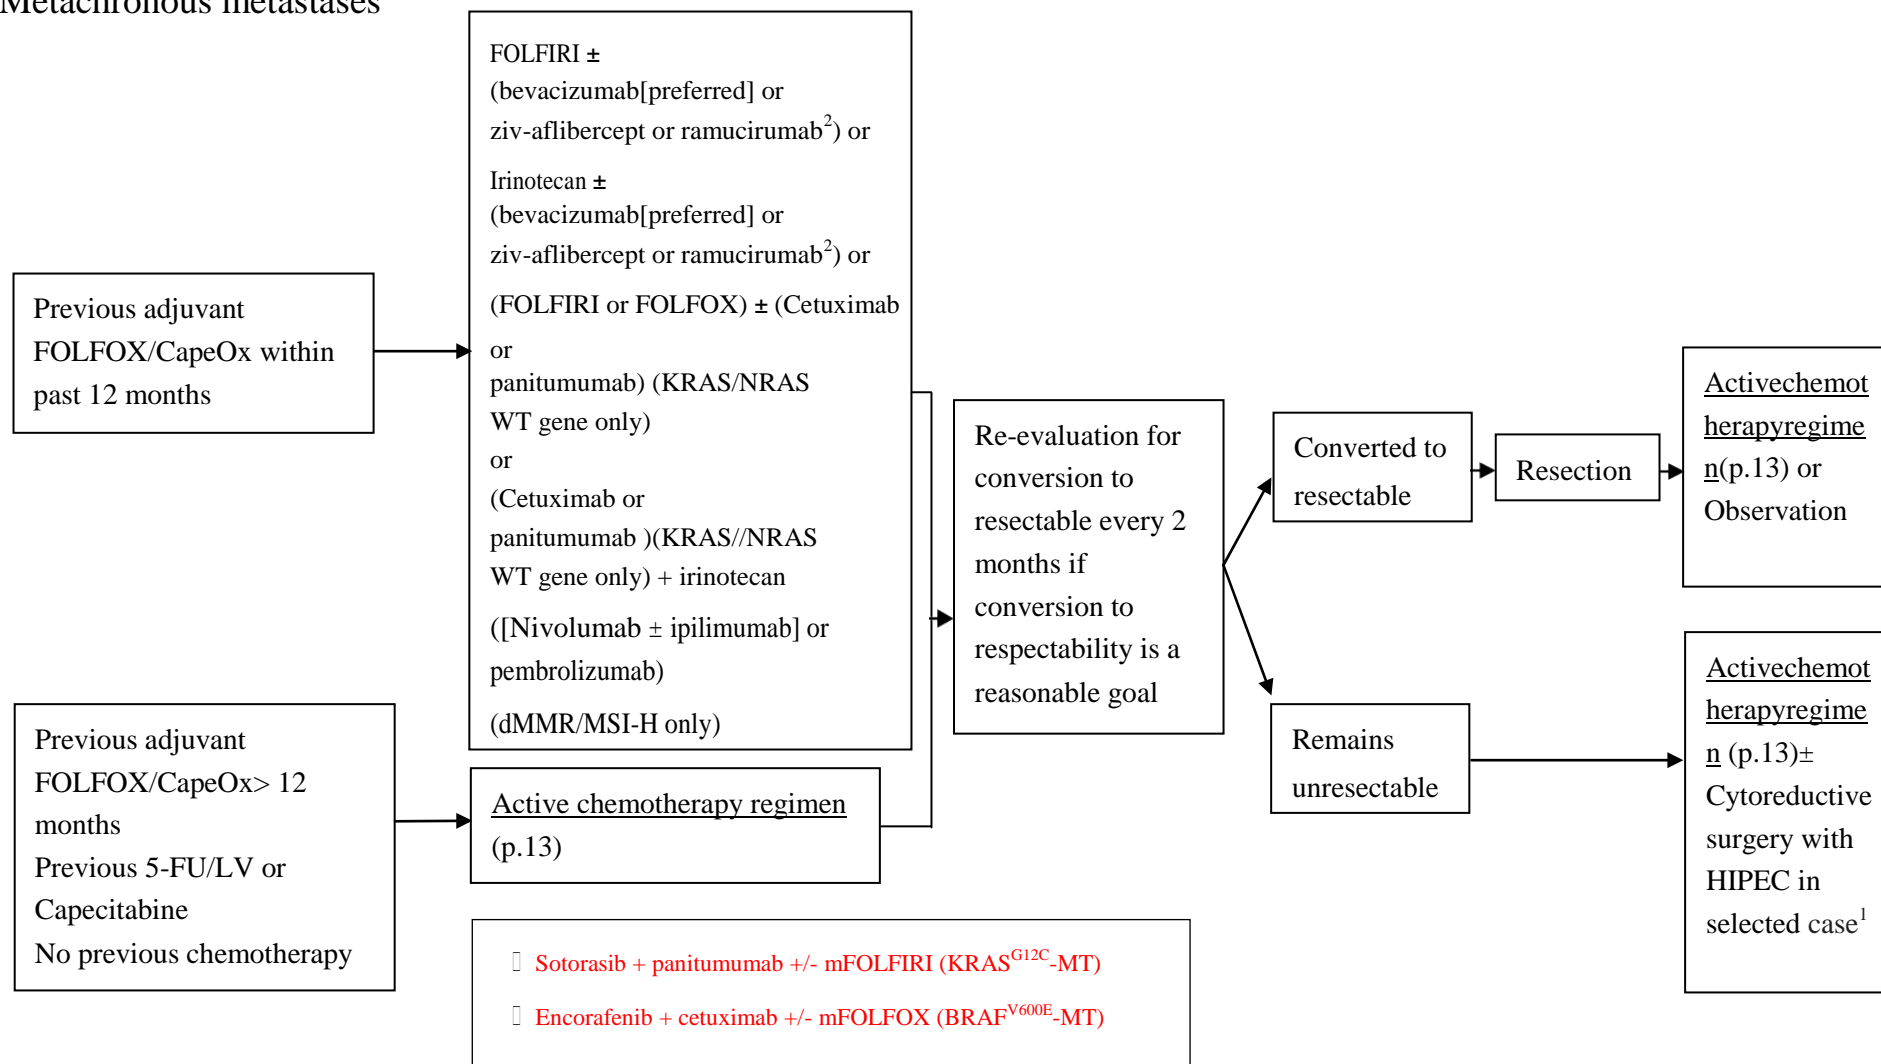 Metachronous metastases
FOLFIRI ±
(bevacizumab[preferred] or
ziv-aflibercept or ramucirumab²) or
Irinotecan ±
(bevacizumab[preferred] or
ziv-aflibercept or ramucirumab²) or
(FOLFIRI or FOLFOX) ± (Cetuximab
or
panitumumab) (KRAS/NRAS
WT gene only)
or
(Cetuximab or
panitumumab )(KRAS//NRAS
WT gene only) + irinotecan
([Nivolumab ± ipilimumab] or
pembrolizumab)
(dMMR/MSI-H only)
Previous adjuvant
FOLFOX/CapeOx within
past 12 months
Previous adjuvant
FOLFOX/CapeOx> 12
months
Previous 5-FU/LV or
Capecitabine
No previous chemotherapy
Active chemotherapy regimen
(p.13)
Re-evaluation for
conversion to
resectable every 2
months if
conversion to
respectability is a
reasonable goal
Converted to
resectable
Resection
Activechemot
herapyregime
n(p.13) or
Observation
Remains
unresectable
Activechemot
herapyregime
n (p.13)±
Cytoreductive
surgery with
HIPEC in
selected case¹
Sotorasib + panitumumab +/- mFOLFIRI (KRAS^G12C-MT)
Encorafenib + cetuximab +/- mFOLFOX (BRAF^V600E-MT)